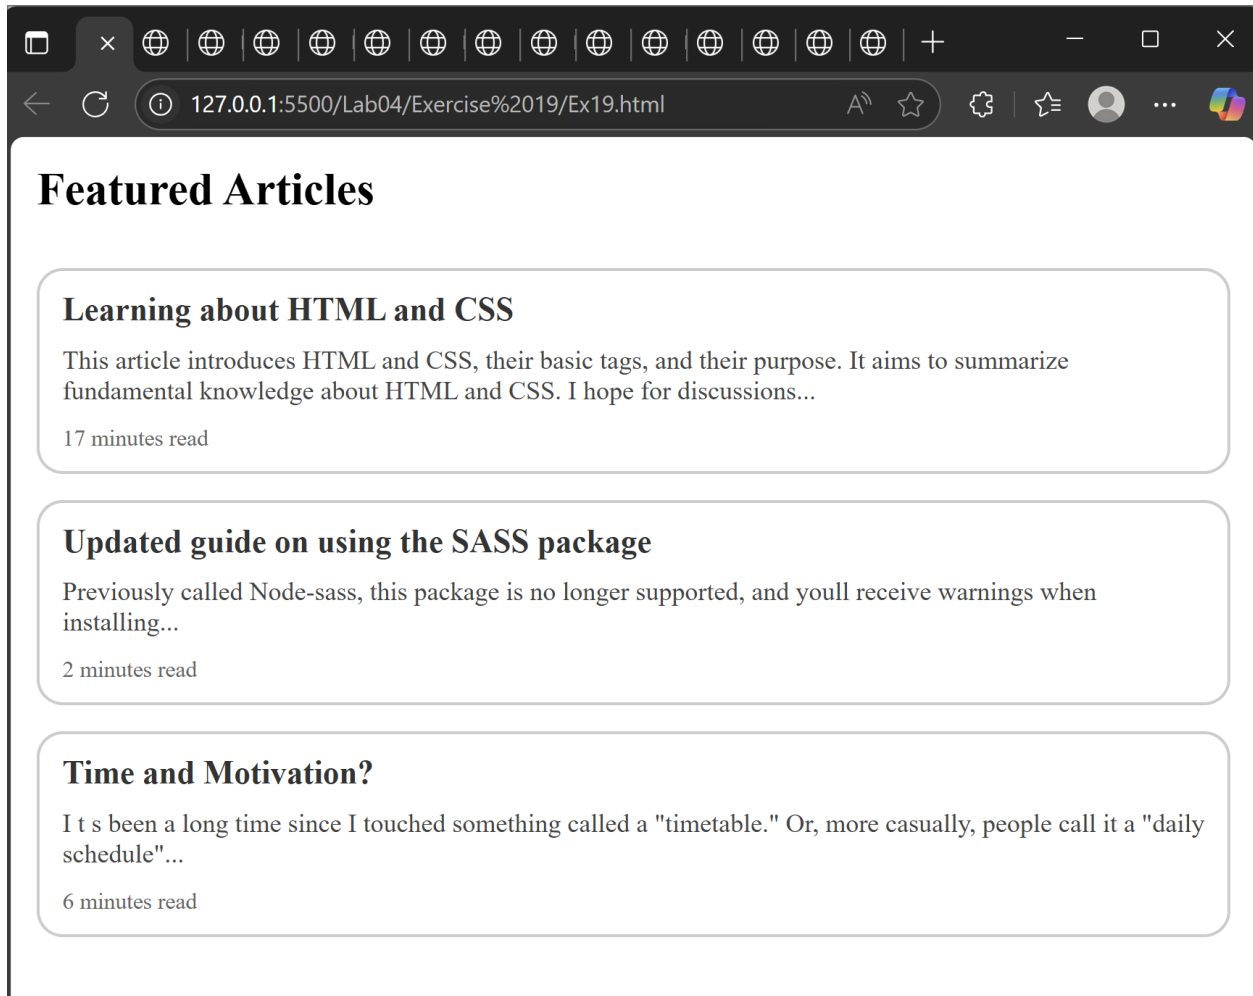 127.0.0.1:5500/Lab04/Exercise%2019/Ex19.html
Featured Articles
Learning about HTML and CSS
This article introduces HTML and CSS, their basic tags, and their purpose. It aims to summarize
fundamental knowledge about HTML and CSS. I hope for discussions...
17 minutes read
Updated guide on using the SASS package
Previously called Node-sass, this package is no longer supported, and youll receive warnings when
installing...
2 minutes read
Time and Motivation?
I t s been a long time since I touched something called a "timetable." Or, more casually, people call it a "daily
schedule"...
6 minutes read